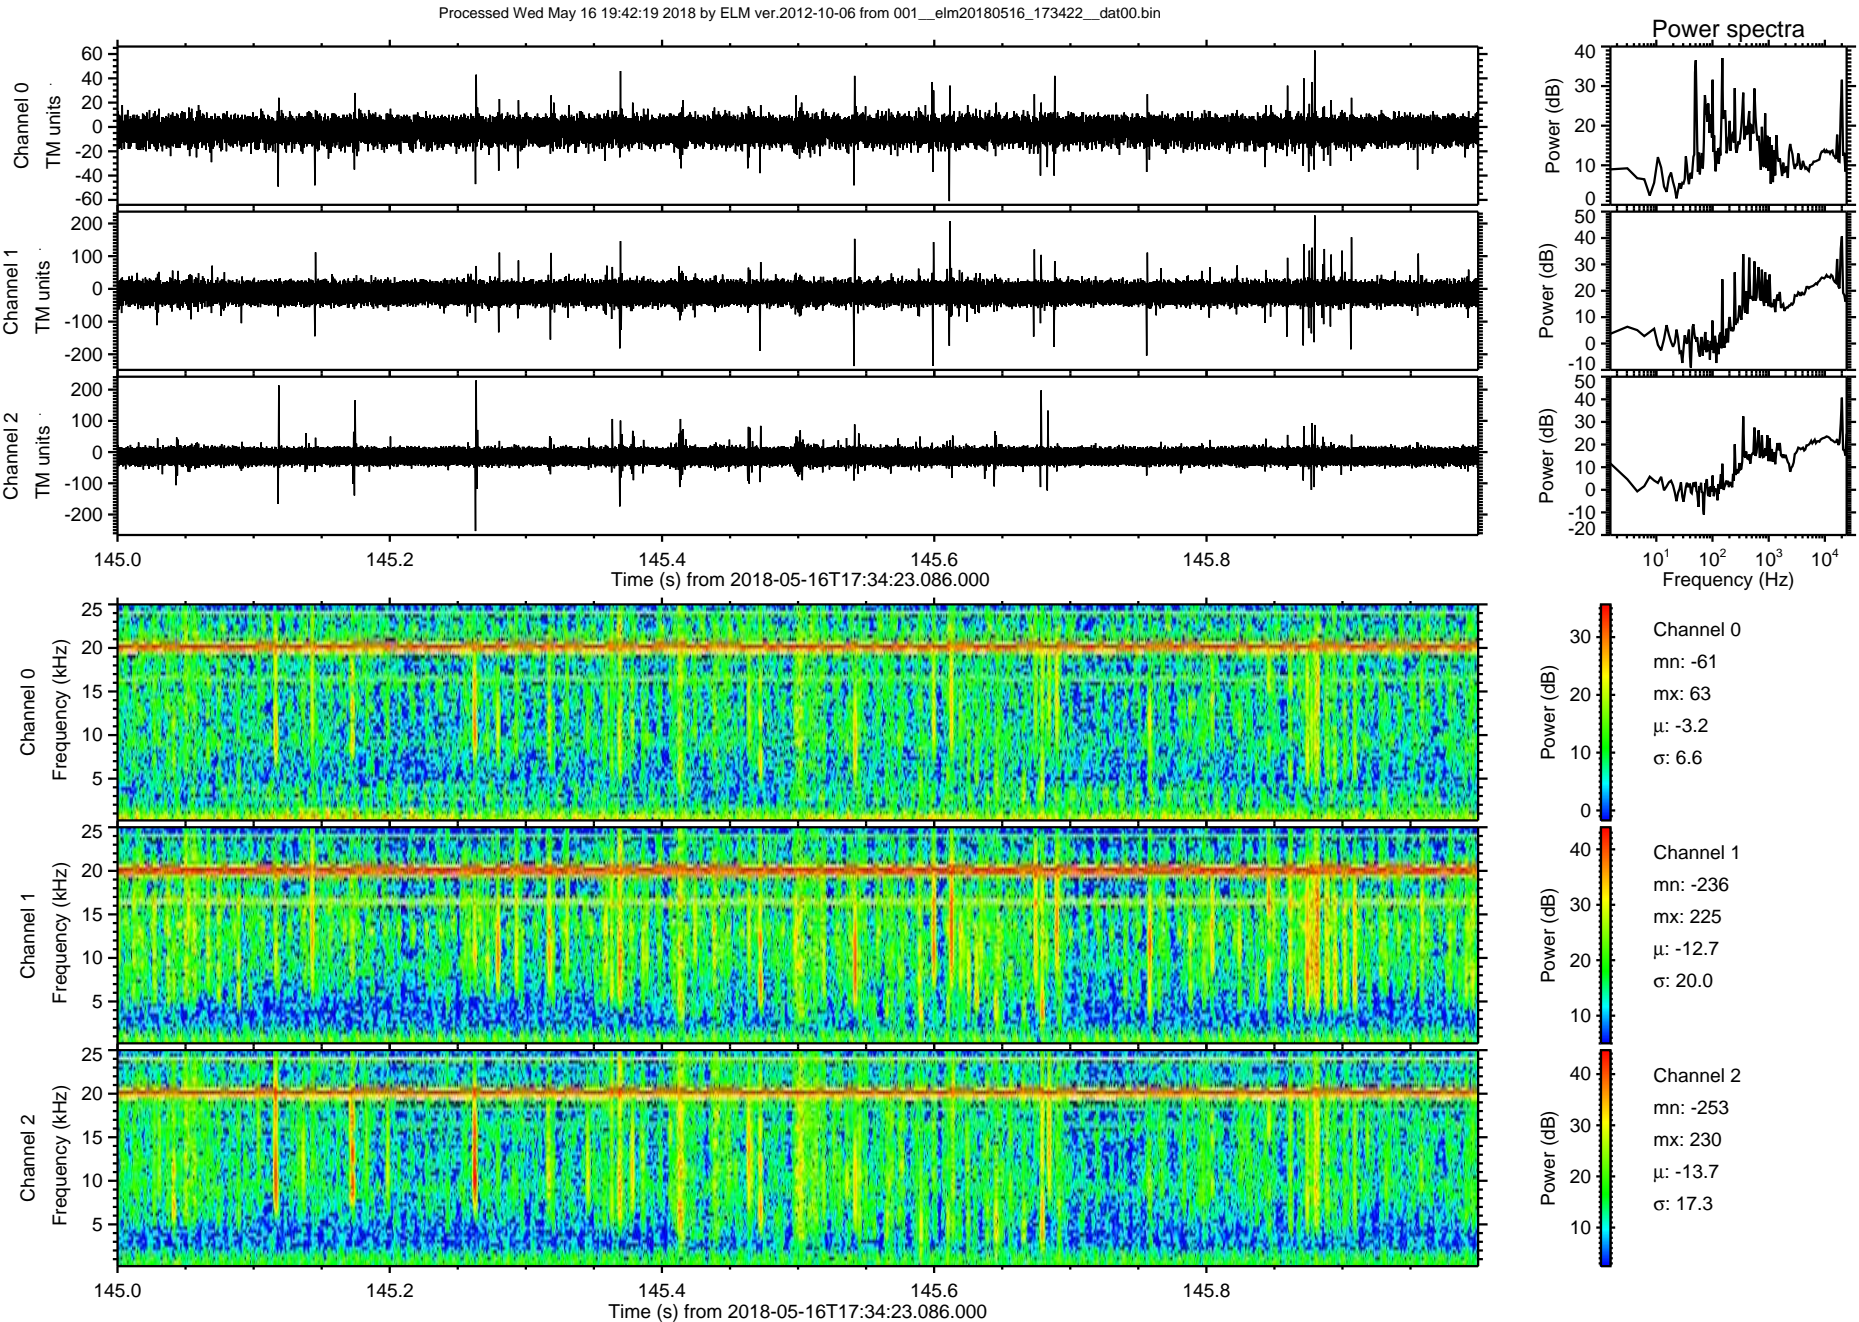 Processed Wed May 16 19:42:19 2018 by ELM ver.2012-10-06 from 001__elm20180516_173422__dat00.bin
Power spectra
Channel 0
TM units
60
40
20
0
-20
-40
-60
Power (dB)
40
30
20
10
0
Channel 1
TM units
200
100
0
-100
-200
Power (dB)
50
40
30
20
10
0
-10
Channel 2
TM units
200
100
0
-100
-200
Power (dB)
50
40
30
20
10
0
-10
-20
145.0 145.2 145.4 145.6 145.8
Time (s) from 2018-05-16T17:34:23.086.000
10¹ 10² 10³ 10⁴
Frequency (Hz)
Channel 0
Frequency (kHz)
25
20
15
10
5
Power (dB)
30
20
10
0
Channel 0
mn: -61
mx: 63
μ: -3.2
σ: 6.6
Channel 1
Frequency (kHz)
25
20
15
10
5
Power (dB)
40
30
20
10
Channel 1
mn: -236
mx: 225
μ: -12.7
σ: 20.0
Channel 2
Frequency (kHz)
25
20
15
10
5
Power (dB)
40
30
20
10
Channel 2
mn: -253
mx: 230
μ: -13.7
σ: 17.3
145.0 145.2 145.4 145.6 145.8
Time (s) from 2018-05-16T17:34:23.086.000